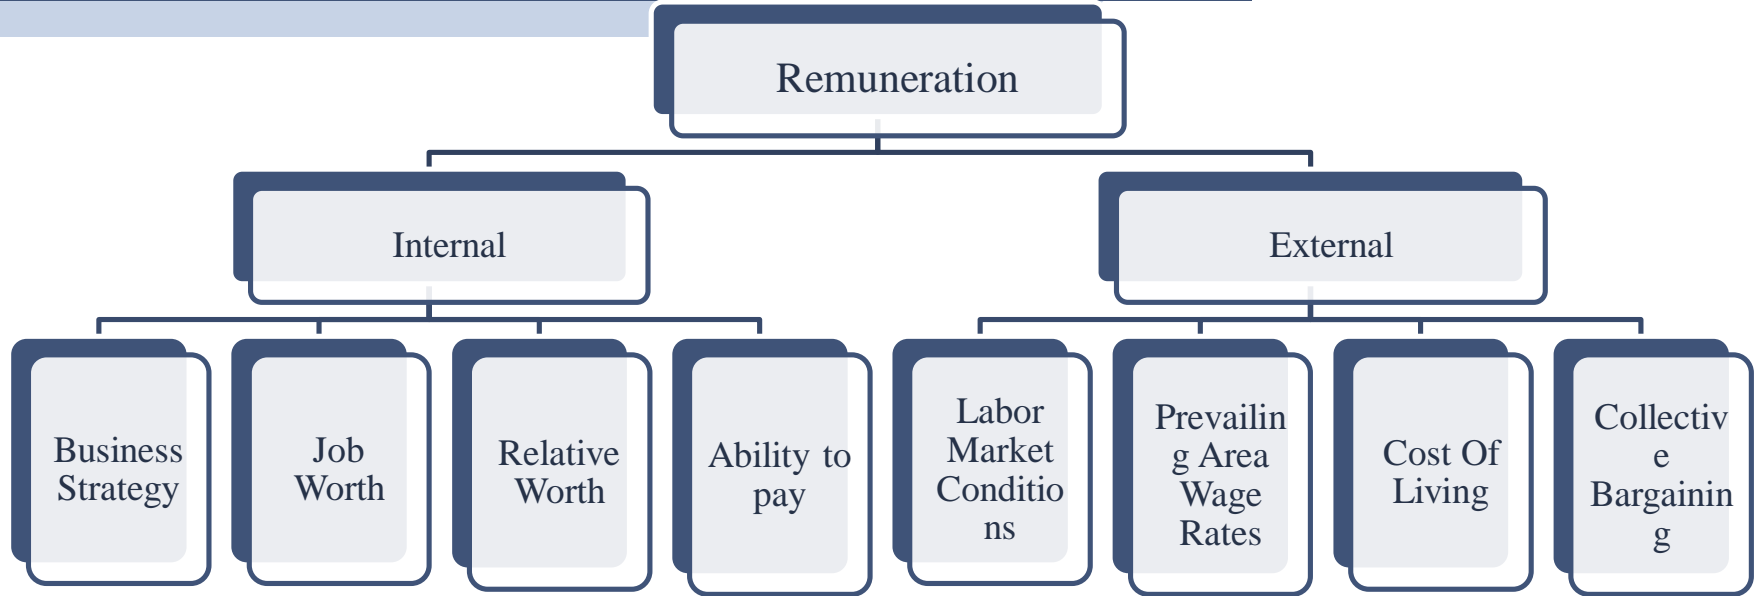 Remuneration
Internal
External
Business
Strategy
Job
Worth
Relative
Worth
Ability to
pay
Labor
Market
Conditio
ns
Prevailin
g Area
Wage
Rates
Cost Of
Living
Collectiv
e
Bargainin
g